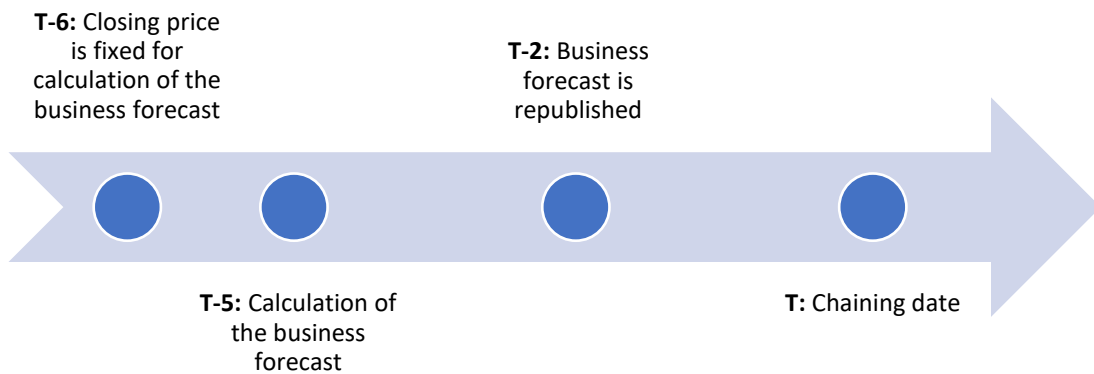 T-6: Closing price
is fixed for
calculation of the
business forecast
T-5: Calculation of
the business
forecast
T-2: Business
forecast is
republished
T: Chaining date